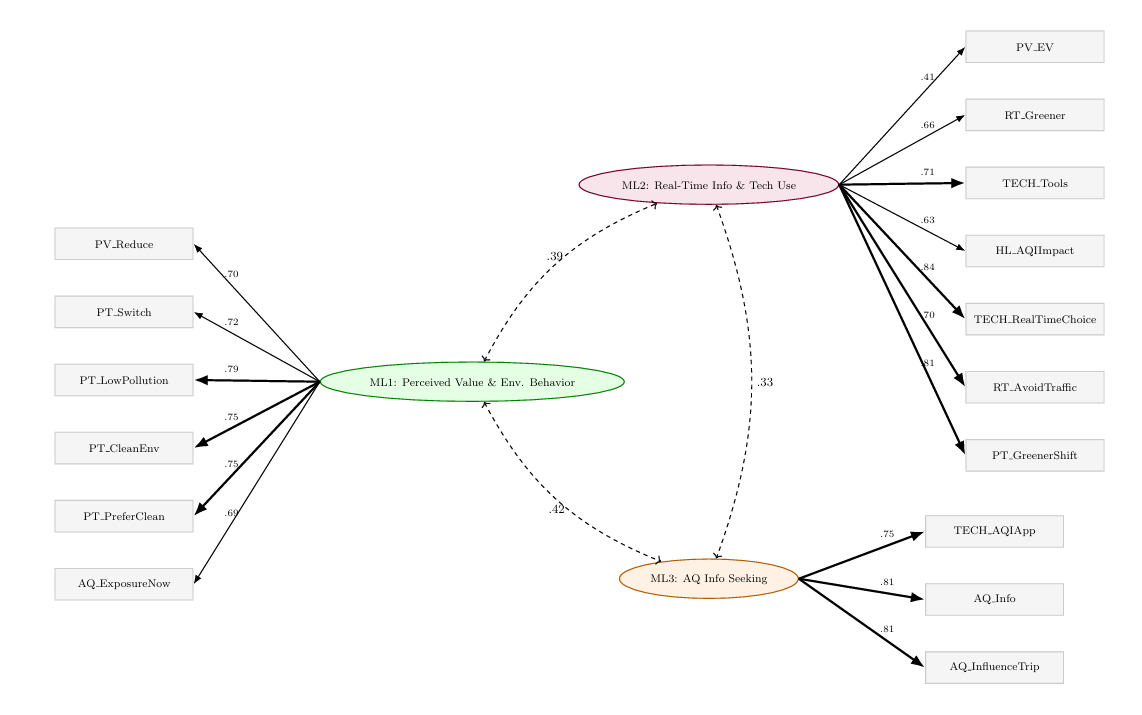 PV_EV
.41
RT_Greener
.66
TECH_Tools
.71
ML2: Real-Time Info & Tech Use
HL_AQIImpact
.63
TECH_RealTimeChoice
.84
RT_AvoidTraffic
.70
PT_GreenerShift
.81
PV_Reduce
.70
PT_Switch
.72
PT_LowPollution
.79
ML1: Perceived Value & Env. Behavior
PT_CleanEnv
.75
PT_PreferClean
.75
AQ_ExposureNow
.69
.39
.33
.42
TECH_AQIApp
.75
ML3: AQ Info Seeking
AQ_Info
.81
AQ_InfluenceTrip
.81